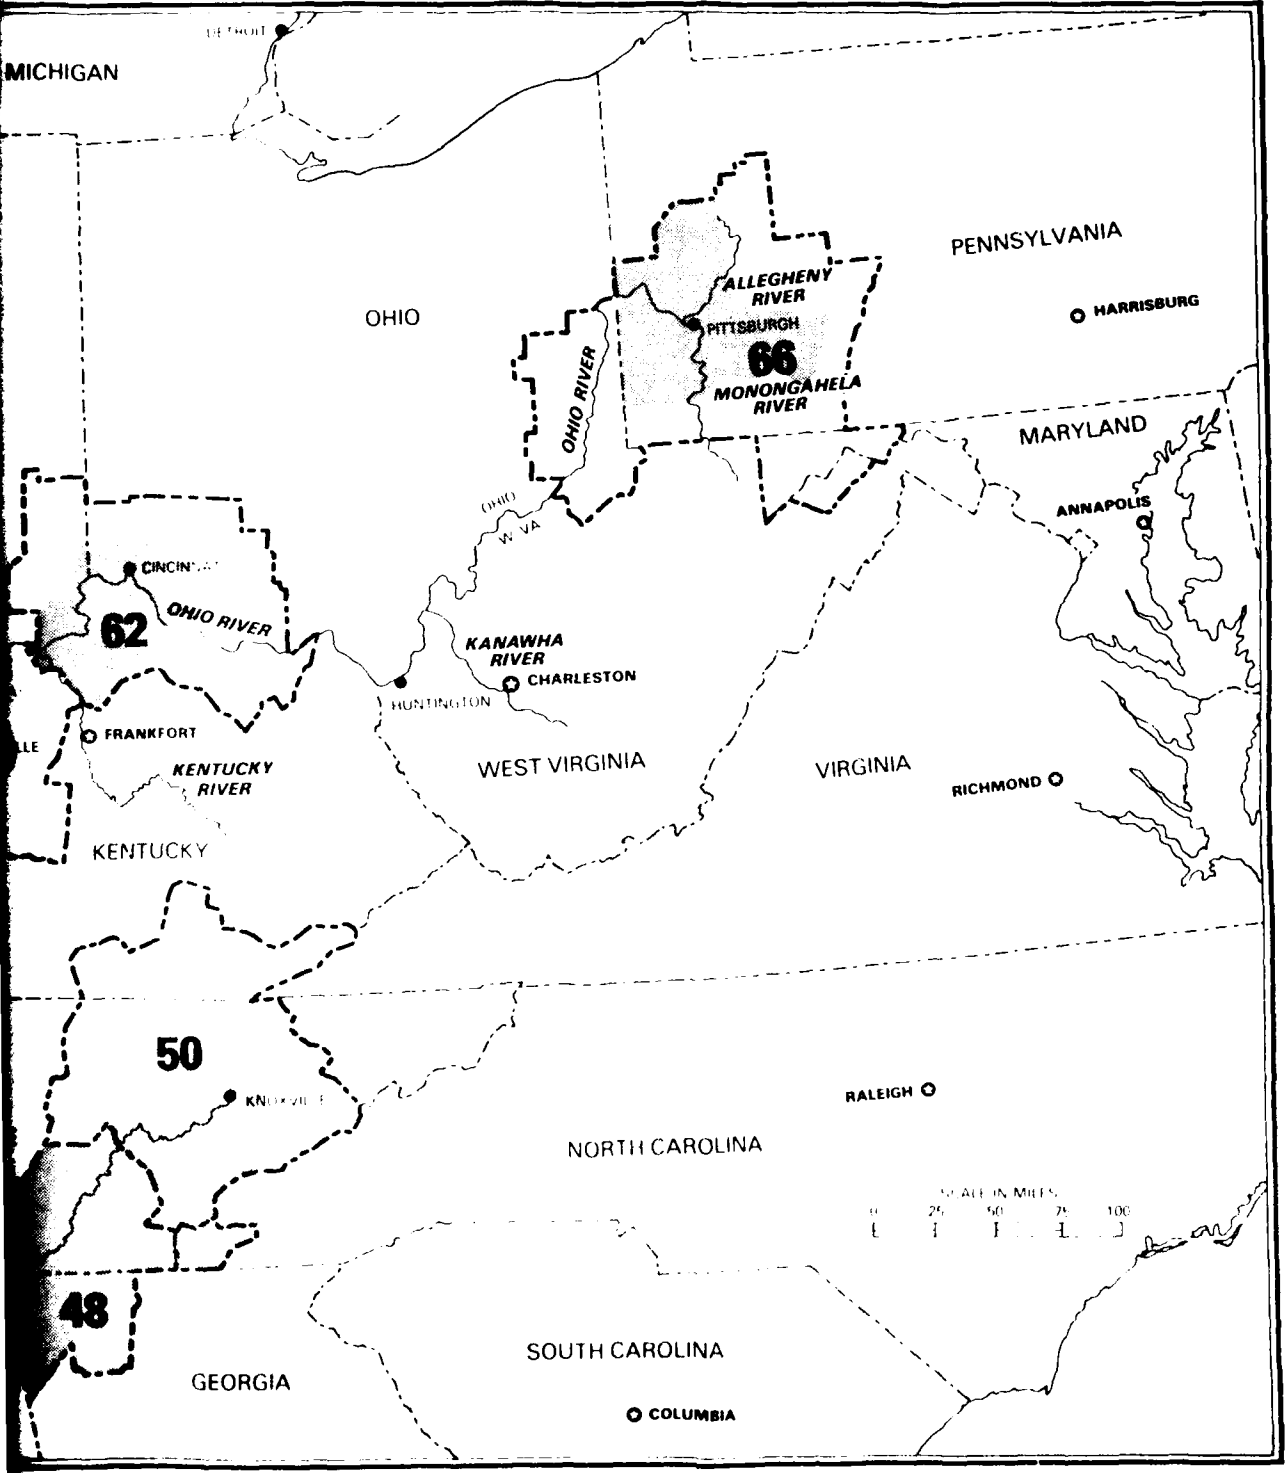 DETROIT
MICHIGAN
PENNSYLVANIA
ALLEGHENY
RIVER
HARRISBURG
OHIO
PITTSBURGH
66
MONONGAHELA
RIVER
OHIO RIVER
MARYLAND
OHIO
W. VA
ANNAPOLIS
62
OHIO RIVER
KANAWHA
RIVER
CHARLESTON
HUNTINGTON
FRANKFORT
KENTUCKY
RIVER
WEST VIRGINIA
VIRGINIA
RICHMOND
KENTUCKY
50
RALEIGH
NORTH CAROLINA
SCALE IN MILES
0 25 50 75 100
48
SOUTH CAROLINA
GEORGIA
COLUMBIA